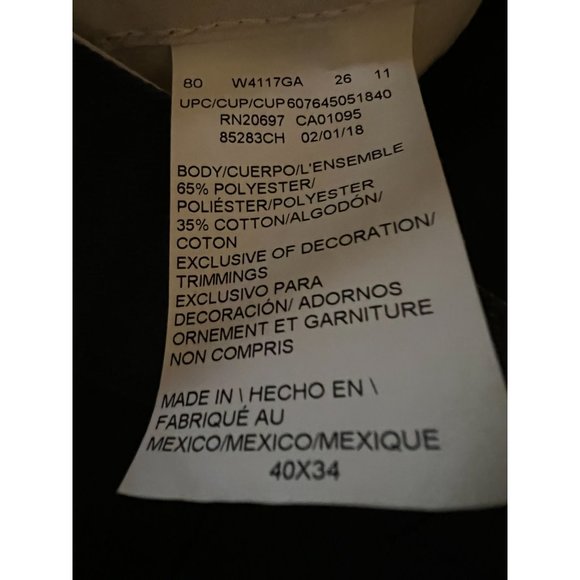 80 W4117GA 26 11
UPC/CUP/CUP607645051840
RN20697 CA01095
85283CH 02/01/18
BODY/CUERPO/L'ENSEMBLE
65% POLYESTER/
POLIÉSTER/POLYESTER
35% COTTON/ALGODÓN/
COTON
EXCLUSIVE OF DECORATION/
TRIMMINGS
EXCLUSIVO PARA
DECORACIÓN/ ADORNOS
ORNEMENT ET GARNITURE
NON COMPRIS
MADE IN \ HECHO EN \
FABRIQUÉ AU
MEXICO/MEXICO/MEXIQUE
40X34